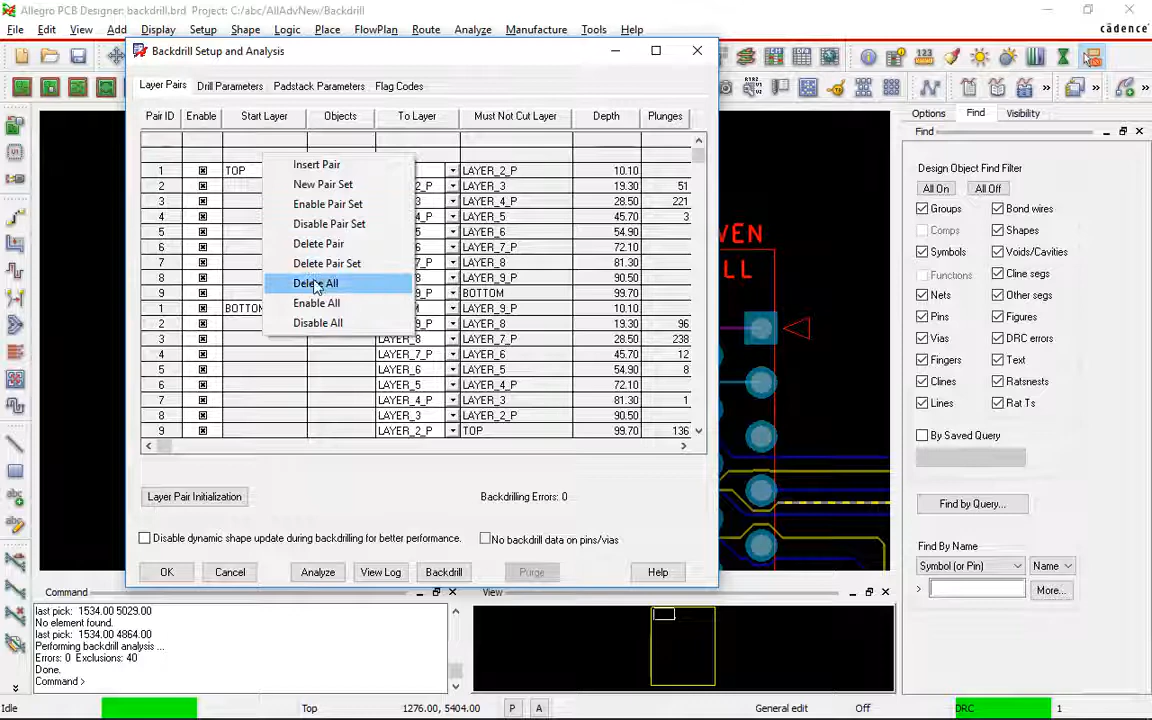 Allegro PCB Designer: backdrill.brd Project: C:/abc/AllAdvNew/Backdrill
File Edit View Add Display Setup Shape Logic Place FlowPlan Route Analyze Manufacture Tools Help
cādence
Backdrill Setup and Analysis
Layer Pairs Drill Parameters Padstack Parameters Flag Codes
Pair ID Enable Start Layer Objects To Layer Must Not Cut Layer Depth Plunges
1 TOP LAYER_2_P 10.10
2 2_P LAYER_3 19.30 51
3 3 LAYER_4_P 28.50 221
4 LAYER_5 45.70 3
5 LAYER_6 54.90
6 LAYER_7_P 72.10
7 7_P LAYER_8 81.30
8 8 LAYER_9_P 90.50
9 9_P BOTTOM 99.70
1 BOTTOM LAYER_9_P 10.10
2 LAYER_8 19.30 96
3 LAYER_8 LAYER_7_P 28.50 238
4 LAYER_7_P LAYER_6 45.70 12
5 LAYER_6 LAYER_5 54.90 8
6 LAYER_5 LAYER_4_P 72.10
7 LAYER_4_P LAYER_3 81.30 1
8 LAYER_3 LAYER_2_P 90.50
9 LAYER_2_P TOP 99.70 136
Insert Pair
New Pair Set
Enable Pair Set
Disable Pair Set
Delete Pair
Delete Pair Set
Delete All
Enable All
Disable All
Layer Pair Initialization
Backdrilling Errors: 0
Disable dynamic shape update during backdrilling for better performance.
No backdrill data on pins/vias
OK Cancel Analyze View Log Backdrill Purge Help
VEN
LL
Options Find Visibility
Find
Design Object Find Filter
All On All Off
Groups Bond wires
Comps Shapes
Symbols Voids/Cavities
Functions Cline segs
Nets Other segs
Pins Figures
Vias DRC errors
Fingers Text
Clines Ratsnests
Lines Rat Ts
By Saved Query
Find by Query...
Find By Name
Symbol (or Pin) Name
> More...
Command
last pick: 1534.00 5029.00
No element found.
last pick: 1534.00 4864.00
Performing backdrill analysis ...
Errors: 0 Exclusions: 40
Done.
Command >
View
Idle Top 1276.00, 5404.00 P A General edit Off DRC 1